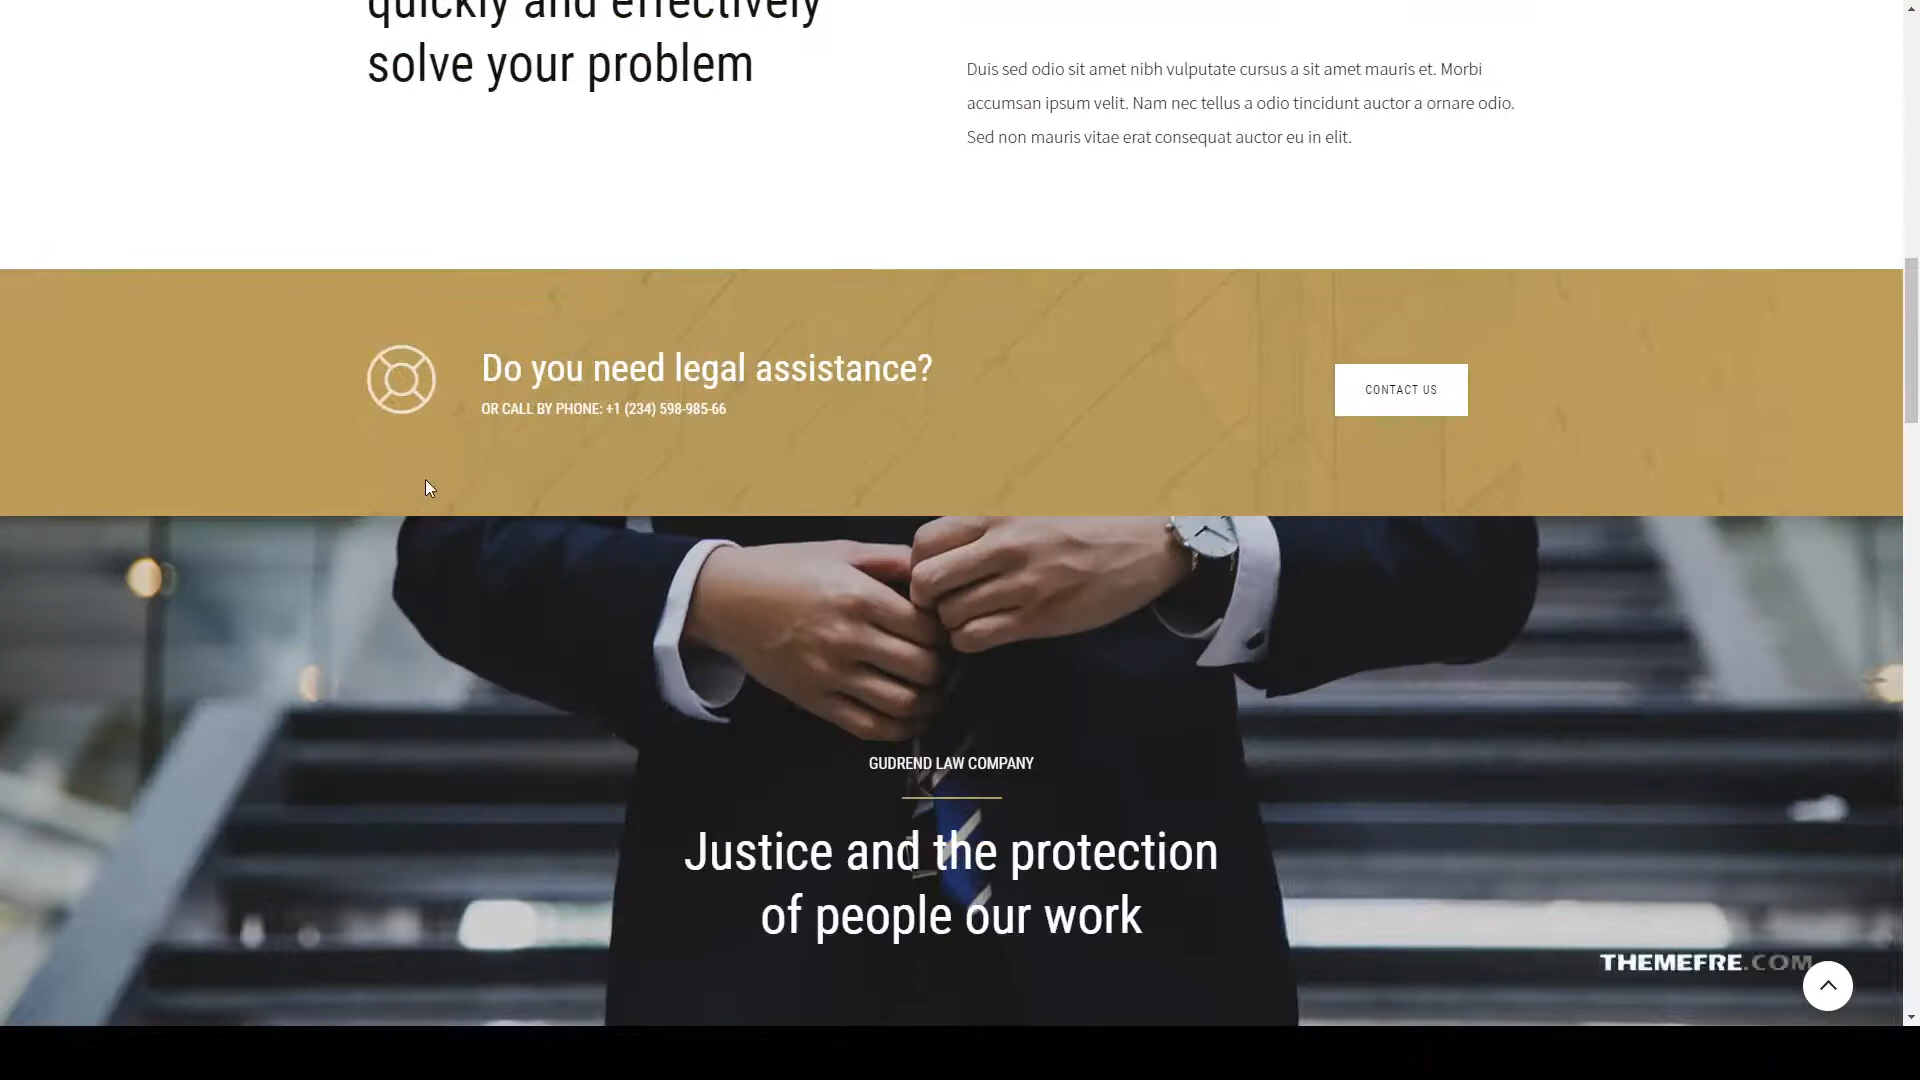 quickly and effectively
solve your problem
Duis sed odio sit amet nibh vulputate cursus a sit amet mauris et. Morbi
accumsan ipsum velit. Nam nec tellus a odio tincidunt auctor a ornare odio.
Sed non mauris vitae erat consequat auctor eu in elit.
Do you need legal assistance?
OR CALL BY PHONE: +1 (234) 598-985-66
CONTACT US
GUDREND LAW COMPANY
Justice and the protection
of people our work
THEMEFRE.COM